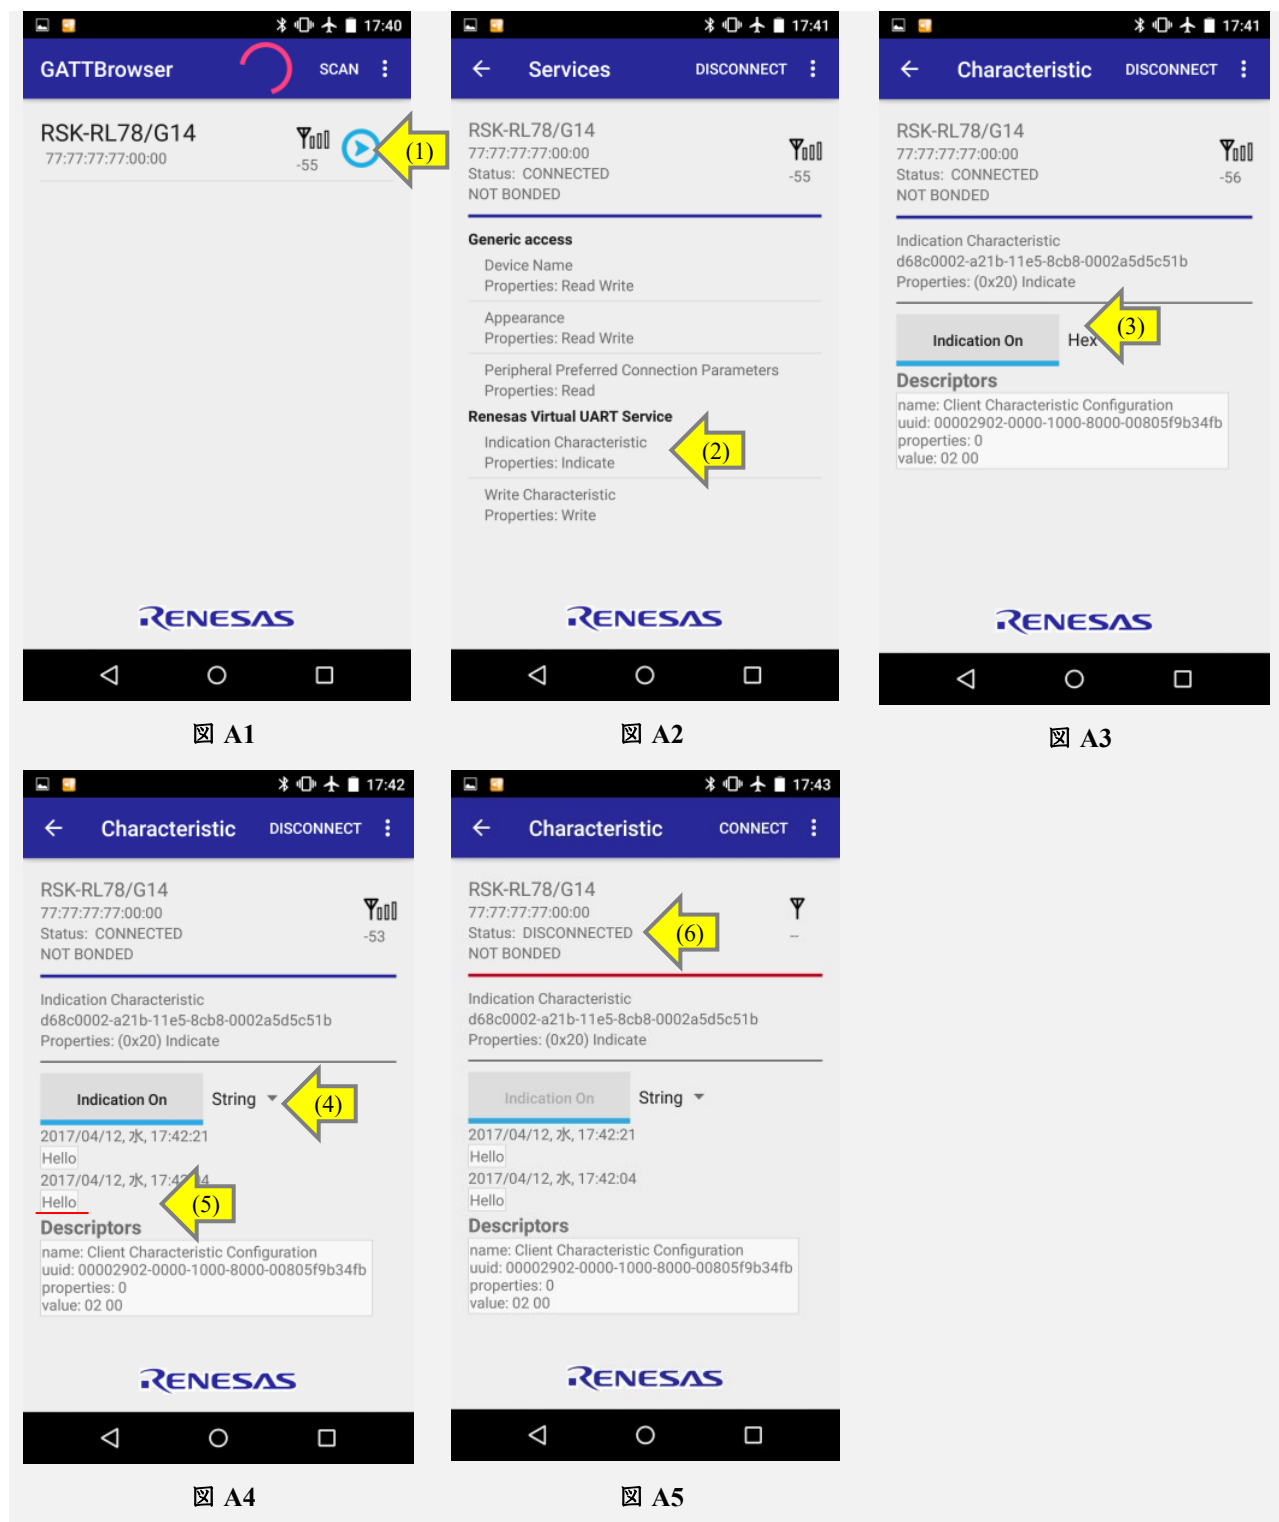 17:40
GATTBrowser SCAN
RSK-RL78/G14
77:77:77:77:00:00
-55
(1)
RENESAS
図 A1
17:41
Services DISCONNECT
RSK-RL78/G14
77:77:77:77:00:00
Status: CONNECTED
-55
NOT BONDED
Generic access
Device Name
Properties: Read Write
Appearance
Properties: Read Write
Peripheral Preferred Connection Parameters
Properties: Read
Renesas Virtual UART Service
Indication Characteristic
Properties: Indicate
(2)
Write Characteristic
Properties: Write
RENESAS
図 A2
17:41
Characteristic DISCONNECT
RSK-RL78/G14
77:77:77:77:00:00
Status: CONNECTED
-56
NOT BONDED
Indication Characteristic
d68c0002-a21b-11e5-8cb8-0002a5d5c51b
Properties: (0x20) Indicate
Indication On Hex (3)
Descriptors
name: Client Characteristic Configuration
uuid: 00002902-0000-1000-8000-00805f9b34fb
properties: 0
value: 02 00
RENESAS
図 A3
17:42
Characteristic DISCONNECT
RSK-RL78/G14
77:77:77:77:00:00
Status: CONNECTED
-53
NOT BONDED
Indication Characteristic
d68c0002-a21b-11e5-8cb8-0002a5d5c51b
Properties: (0x20) Indicate
Indication On String (4)
2017/04/12, 水, 17:42:21
Hello
2017/04/12, 水, 17:42:04
Hello
(5)
Descriptors
name: Client Characteristic Configuration
uuid: 00002902-0000-1000-8000-00805f9b34fb
properties: 0
value: 02 00
RENESAS
図 A4
17:43
Characteristic CONNECT
RSK-RL78/G14
77:77:77:77:00:00
Status: DISCONNECTED
(6)
--
NOT BONDED
Indication Characteristic
d68c0002-a21b-11e5-8cb8-0002a5d5c51b
Properties: (0x20) Indicate
Indication On String
2017/04/12, 水, 17:42:21
Hello
2017/04/12, 水, 17:42:04
Hello
Descriptors
name: Client Characteristic Configuration
uuid: 00002902-0000-1000-8000-00805f9b34fb
properties: 0
value: 02 00
RENESAS
図 A5